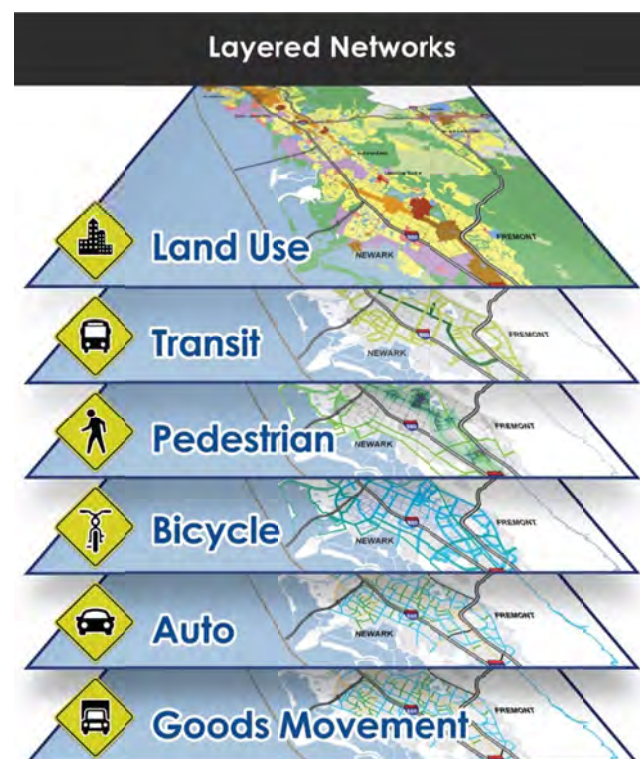 Layered Networks
Land Use
NEWARK
FREMONT
Transit
NEWARK
FREMONT
Pedestrian
NEWARK
FREMONT
Bicycle
NEWARK
FREMONT
Auto
NEWARK
FREMONT
Goods Movement
FREMONT